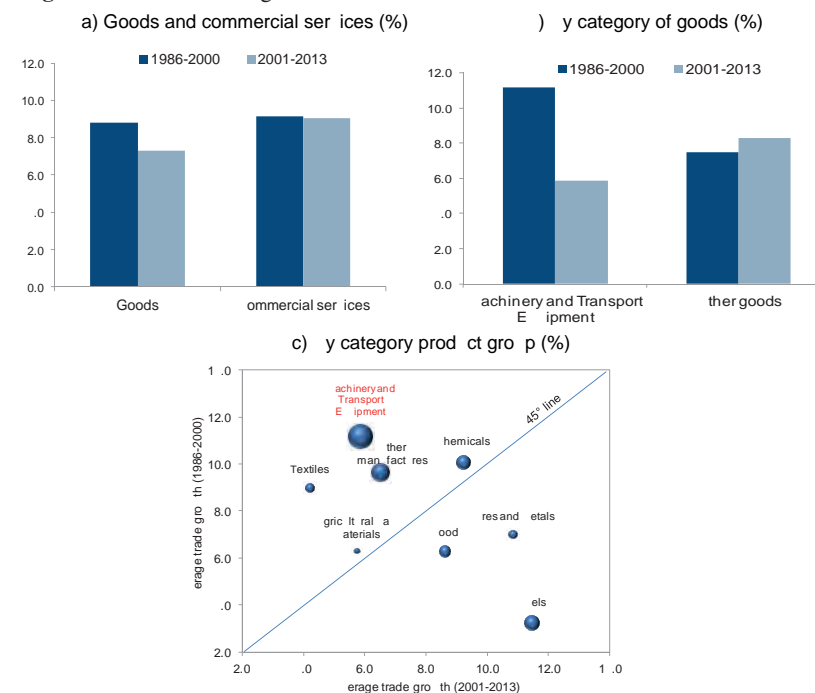 a) Goods and commercial ser ices (%)
1986-2000 2001-2013
12.0
10.0
8.0
6.0
.0
2.0
0.0
Goods ommercial ser ices
) y category of goods (%)
1986-2000 2001-2013
12.0
10.0
8.0
6.0
.0
2.0
0.0
achinery and Transport ther goods
E ipment
c) y category prod ct gro p (%)
erage trade gro th (1986-2000)
1 .0
12.0
10.0
8.0
6.0
.0
2.0
achinery and
Transport
E ipment
ther
man fact res
Textiles
hemicals
45° line
gric lt ral a
aterials
ood
res and etals
els
2.0 .0 6.0 8.0 10.0 12.0 1 .0
erage trade gro th (2001-2013)